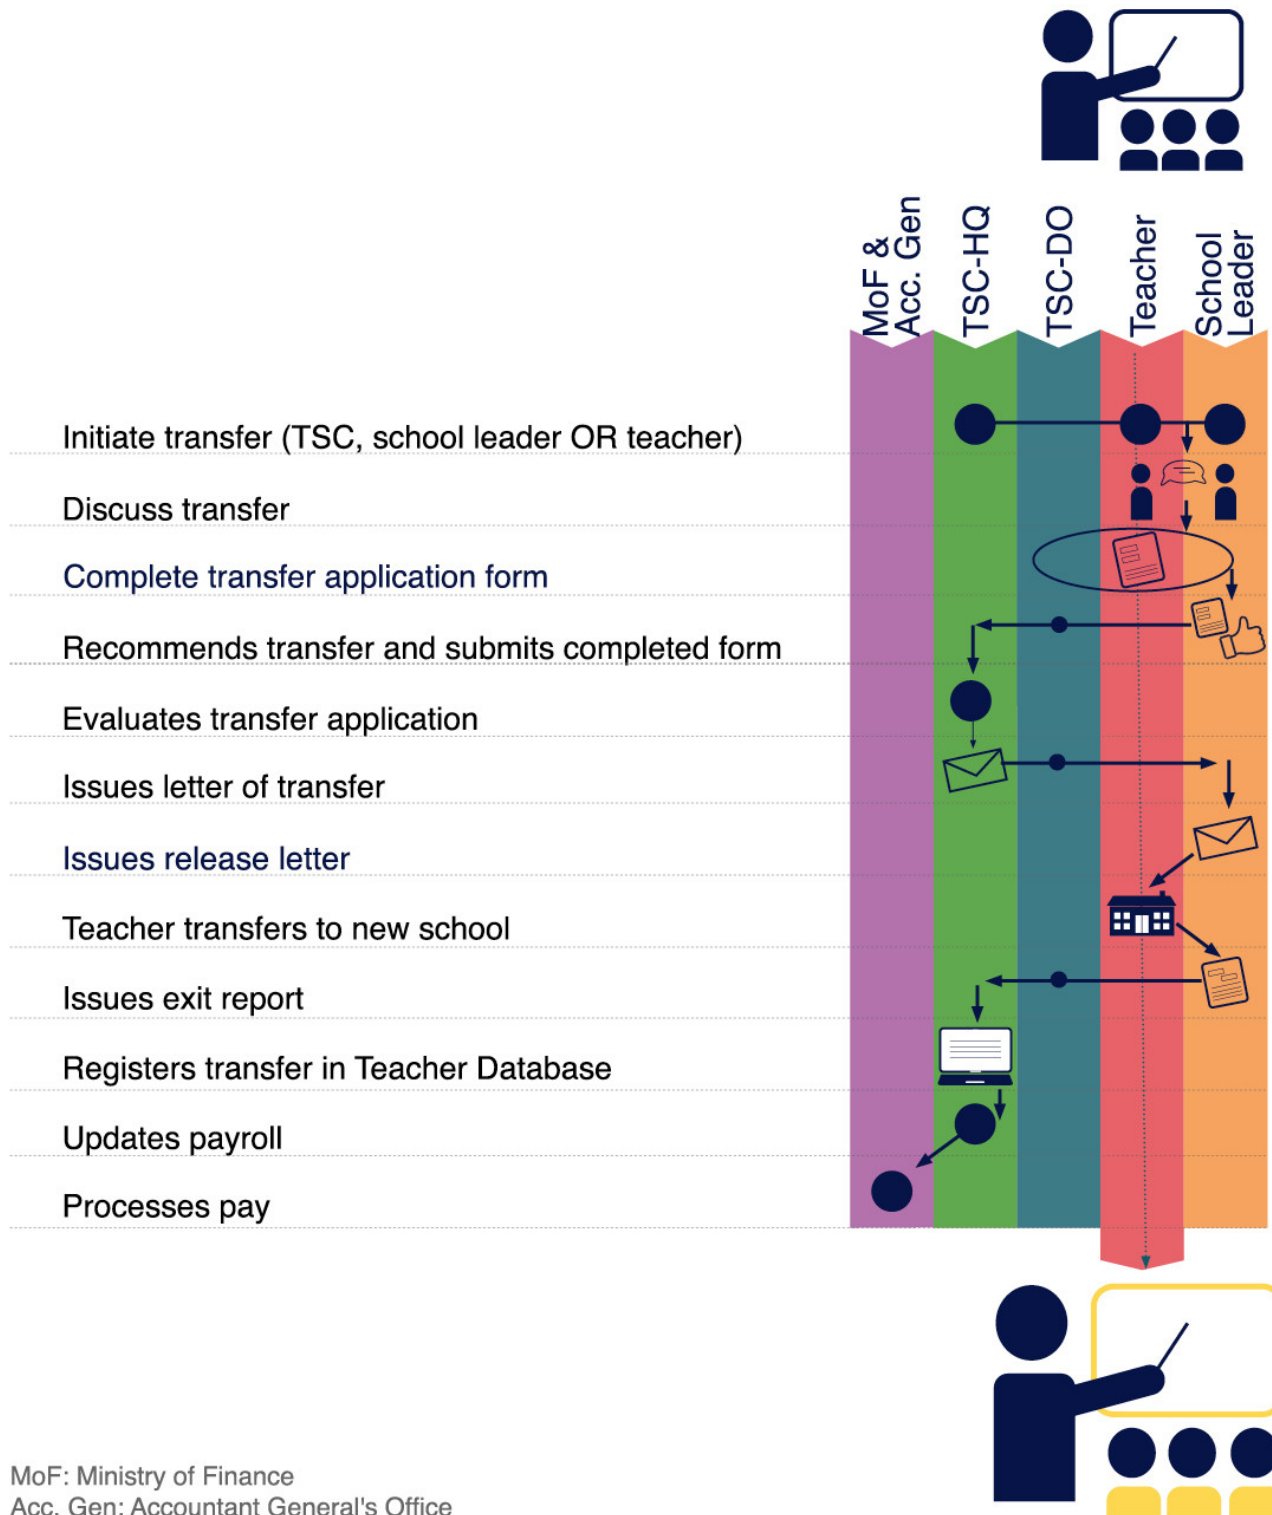 MoF &
Acc. Gen
TSC-HQ
TSC-DO
Teacher
School
Leader
Initiate transfer (TSC, school leader OR teacher)
Discuss transfer
Complete transfer application form
Recommends transfer and submits completed form
Evaluates transfer application
Issues letter of transfer
Issues release letter
Teacher transfers to new school
Issues exit report
Registers transfer in Teacher Database
Updates payroll
Processes pay
MoF: Ministry of Finance
Acc. Gen: Accountant General's Office